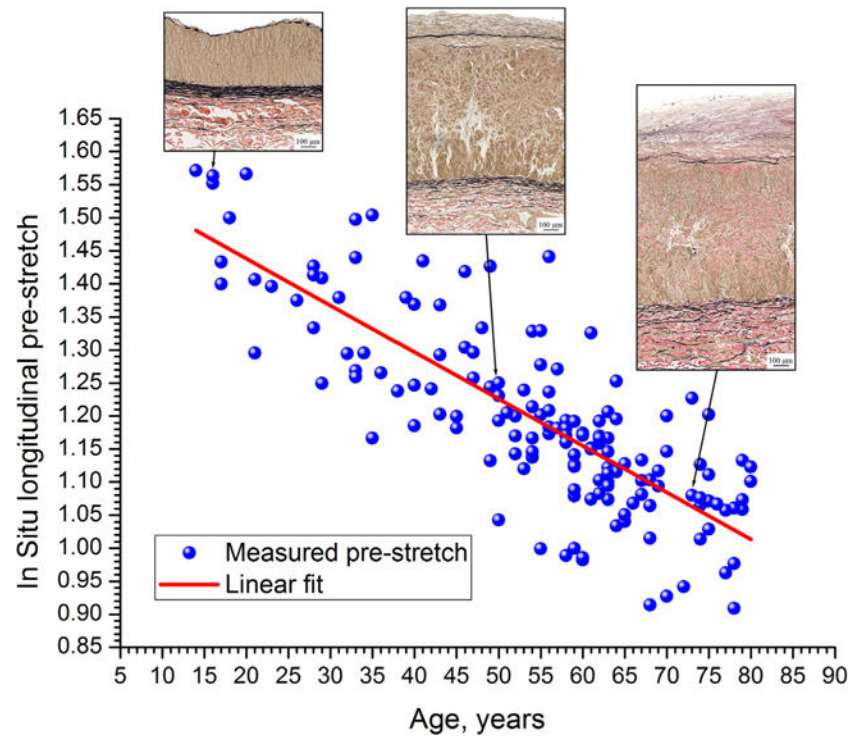 100 µm
100 µm
100 µm
In Situ longitudinal pre-stretch
1.65
1.60
1.55
1.50
1.45
1.40
1.35
1.30
1.25
1.20
1.15
1.10
1.05
1.00
0.95
0.90
0.85
Measured pre-stretch
Linear fit
5 10 15 20 25 30 35 40 45 50 55 60 65 70 75 80 85 90
Age, years